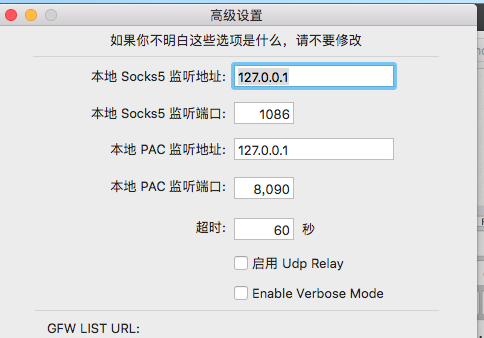 高级设置
如果你不明白这些选项是什么，请不要修改
本地 Socks5 监听地址: 127.0.0.1
本地 Socks5 监听端口: 1086
本地 PAC 监听地址: 127.0.0.1
本地 PAC 监听端口: 8,090
超时: 60 秒
启用 Udp Relay
Enable Verbose Mode
GFW LIST URL: